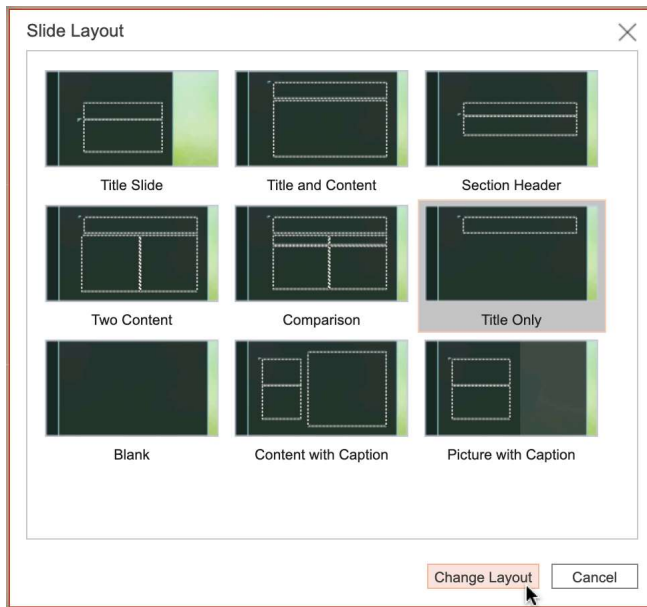 Slide Layout
Title Slide
Title and Content
Section Header
Two Content
Comparison
Title Only
Blank
Content with Caption
Picture with Caption
Change Layout
Cancel